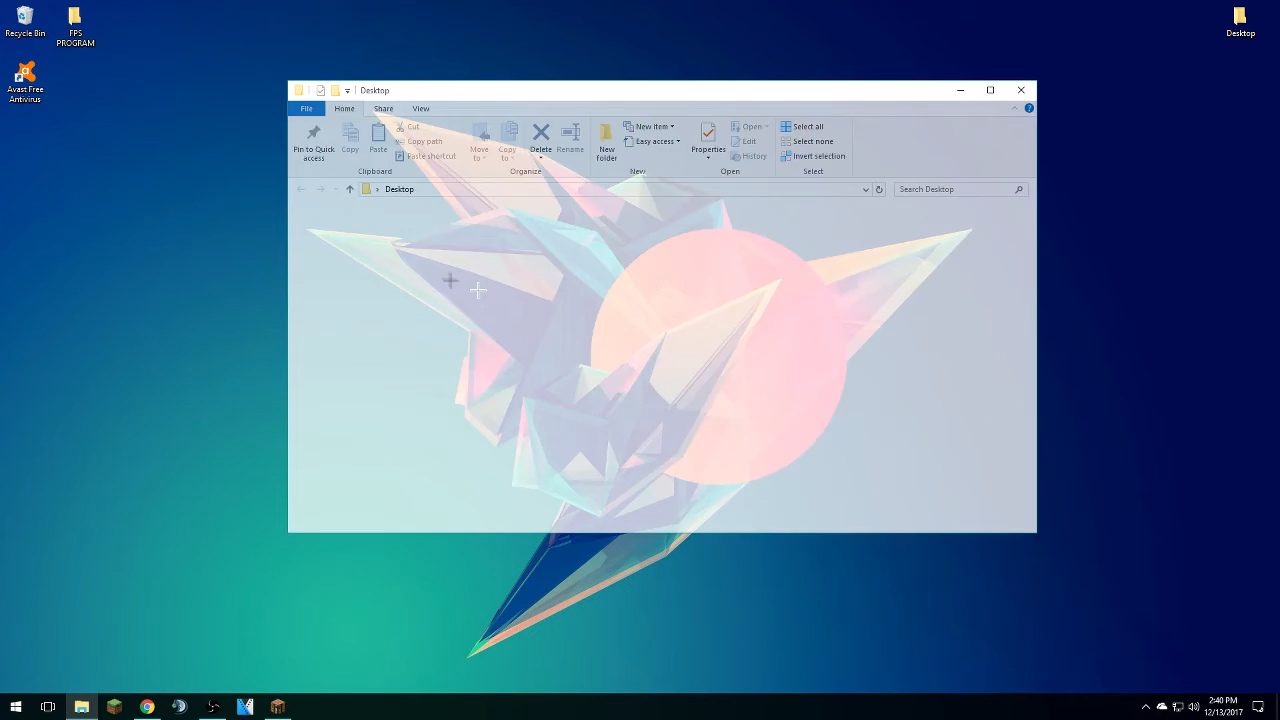 Recycle Bin
FPS
PROGRAM
Desktop
Avast Free
Antivirus
Desktop
File
Home
Share
View
Pin to Quick
access
Copy
Paste
Cut
Copy path
Paste shortcut
Clipboard
Move
to
Copy
to
Delete
Rename
Organize
New
folder
New item
Easy access
New
Properties
Open
Edit
History
Open
Select all
Select none
Invert selection
Select
Desktop
Search Desktop
2:40 PM
12/13/2017